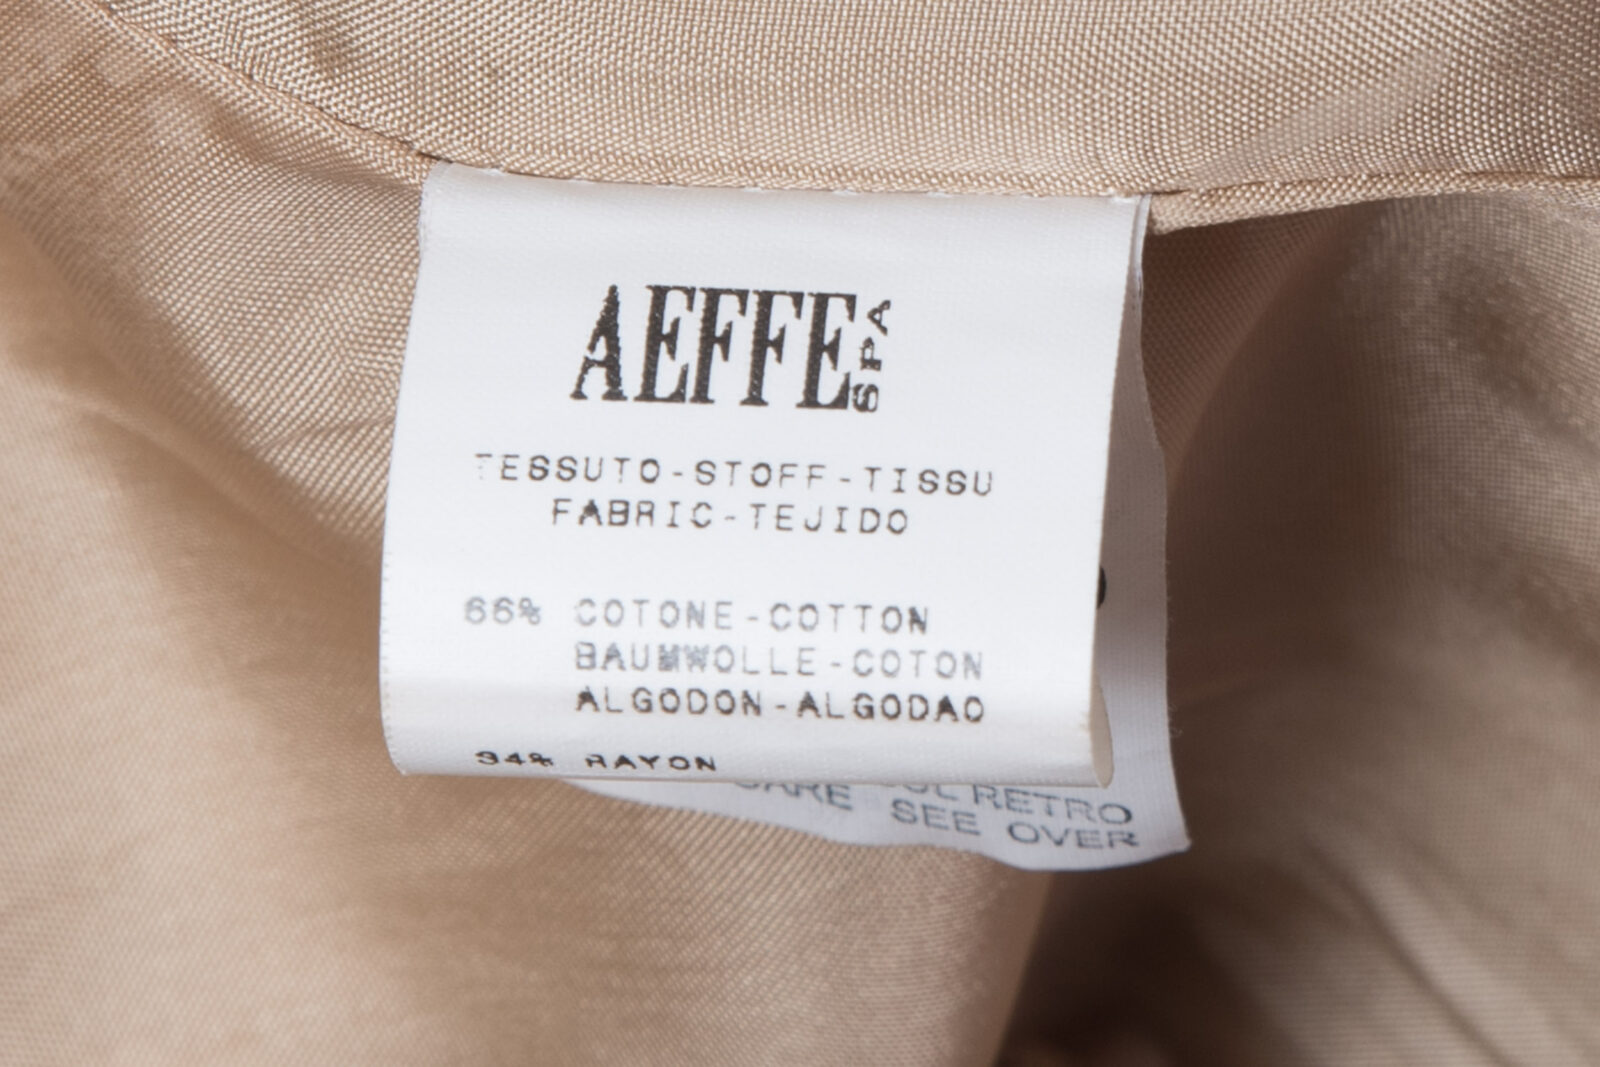 AEFFE SPA
TESSUTO-STOFF-TISSU
FABRIC-TEJIDO
66% COTONE-COTTON
BAUMWOLLE-COTON
ALGODON-ALGODAO
34% RAYON
RETRO
CARE SEE OVER